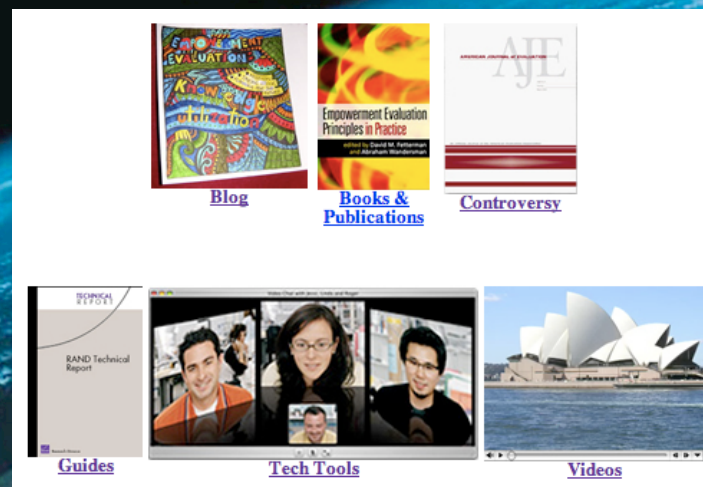 EMPOWERMENT
EVALUATION
Knowledge
utilization
Blog
Empowerment Evaluation
Principles in Practice
edited by David M. Fetterman
and Abraham Wandersman
Books &
Publications
AJE
AMERICAN JOURNAL of EVALUATION
Controversy
TECHNICAL
REPORT
RAND Technical
Report
Guides
Video Chat with Jenn, Cindy and Roger
Tech Tools
Videos